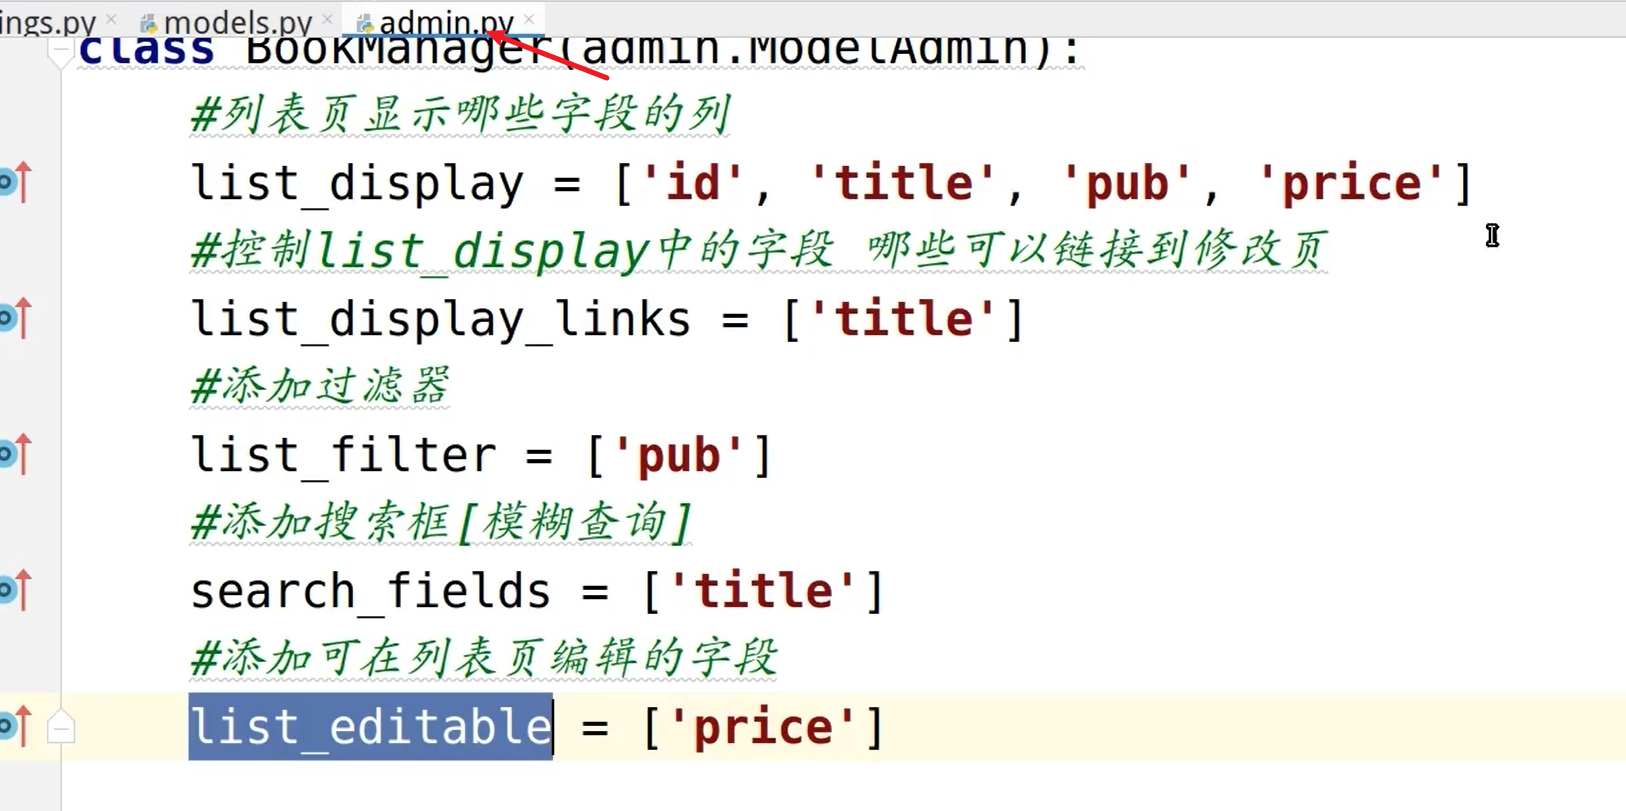 ings.py × models.py × admin.py ×
class BookManager(admin.ModelAdmin):
#列表页显示哪些字段的列
list_display = ['id', 'title', 'pub', 'price']
#控制list_display中的字段 哪些可以链接到修改页
list_display_links = ['title']
#添加过滤器
list_filter = ['pub']
#添加搜索框[模糊查询]
search_fields = ['title']
#添加可在列表页编辑的字段
list_editable = ['price']